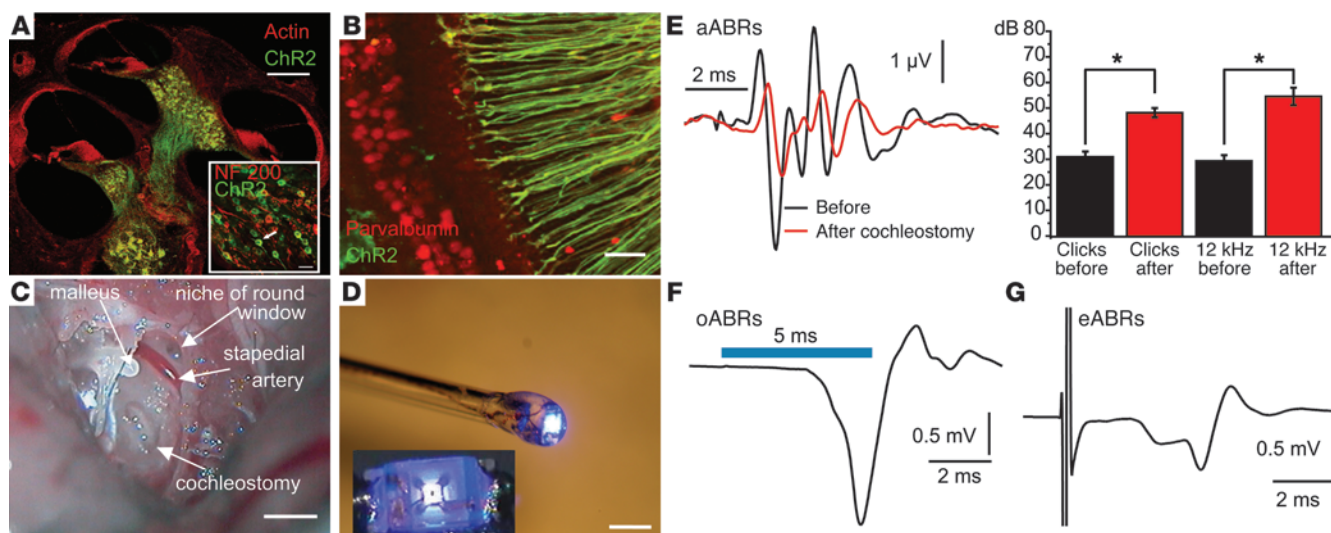 A
Actin
ChR2
NF 200
ChR2
B
Parvalbumin
ChR2
C
malleus
niche of round
window
stapedial
artery
cochleostomy
D
E
aABRs
2 ms
1 µV
Before
After cochleostomy
dB
80
70
60
50
40
30
20
10
0
*
*
Clicks
before
Clicks
after
12 kHz
before
12 kHz
after
F
oABRs
5 ms
0.5 mV
2 ms
G
eABRs
0.5 mV
2 ms